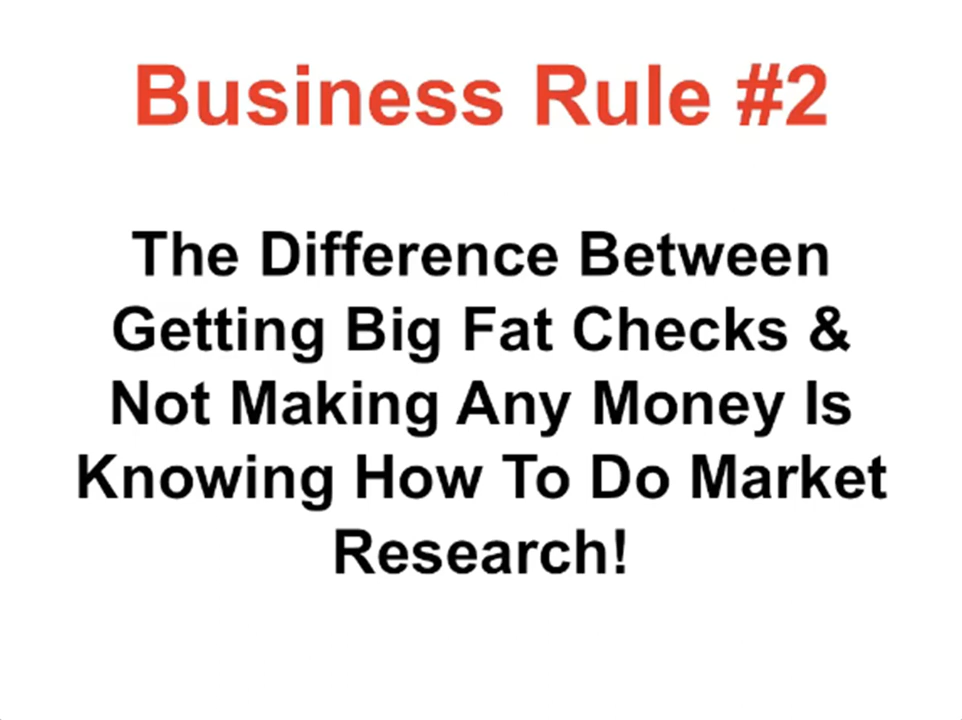 Business Rule #2
The Difference Between
Getting Big Fat Checks &
Not Making Any Money Is
Knowing How To Do Market
Research!